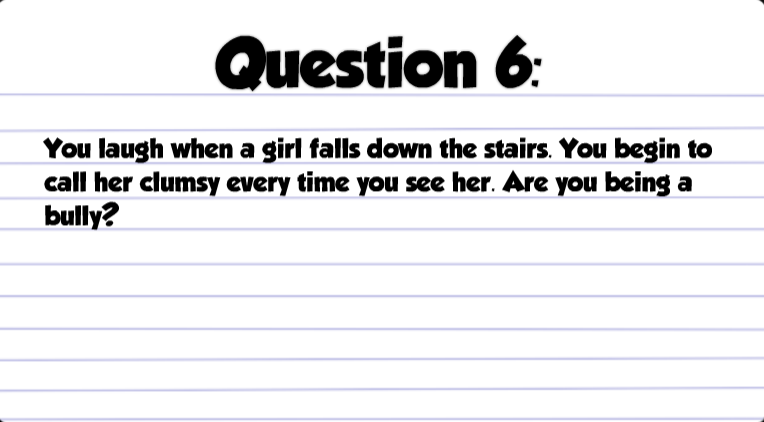 Question 6:
You laugh when a girl falls down the stairs. You begin to
call her clumsy every time you see her. Are you being a
bully?